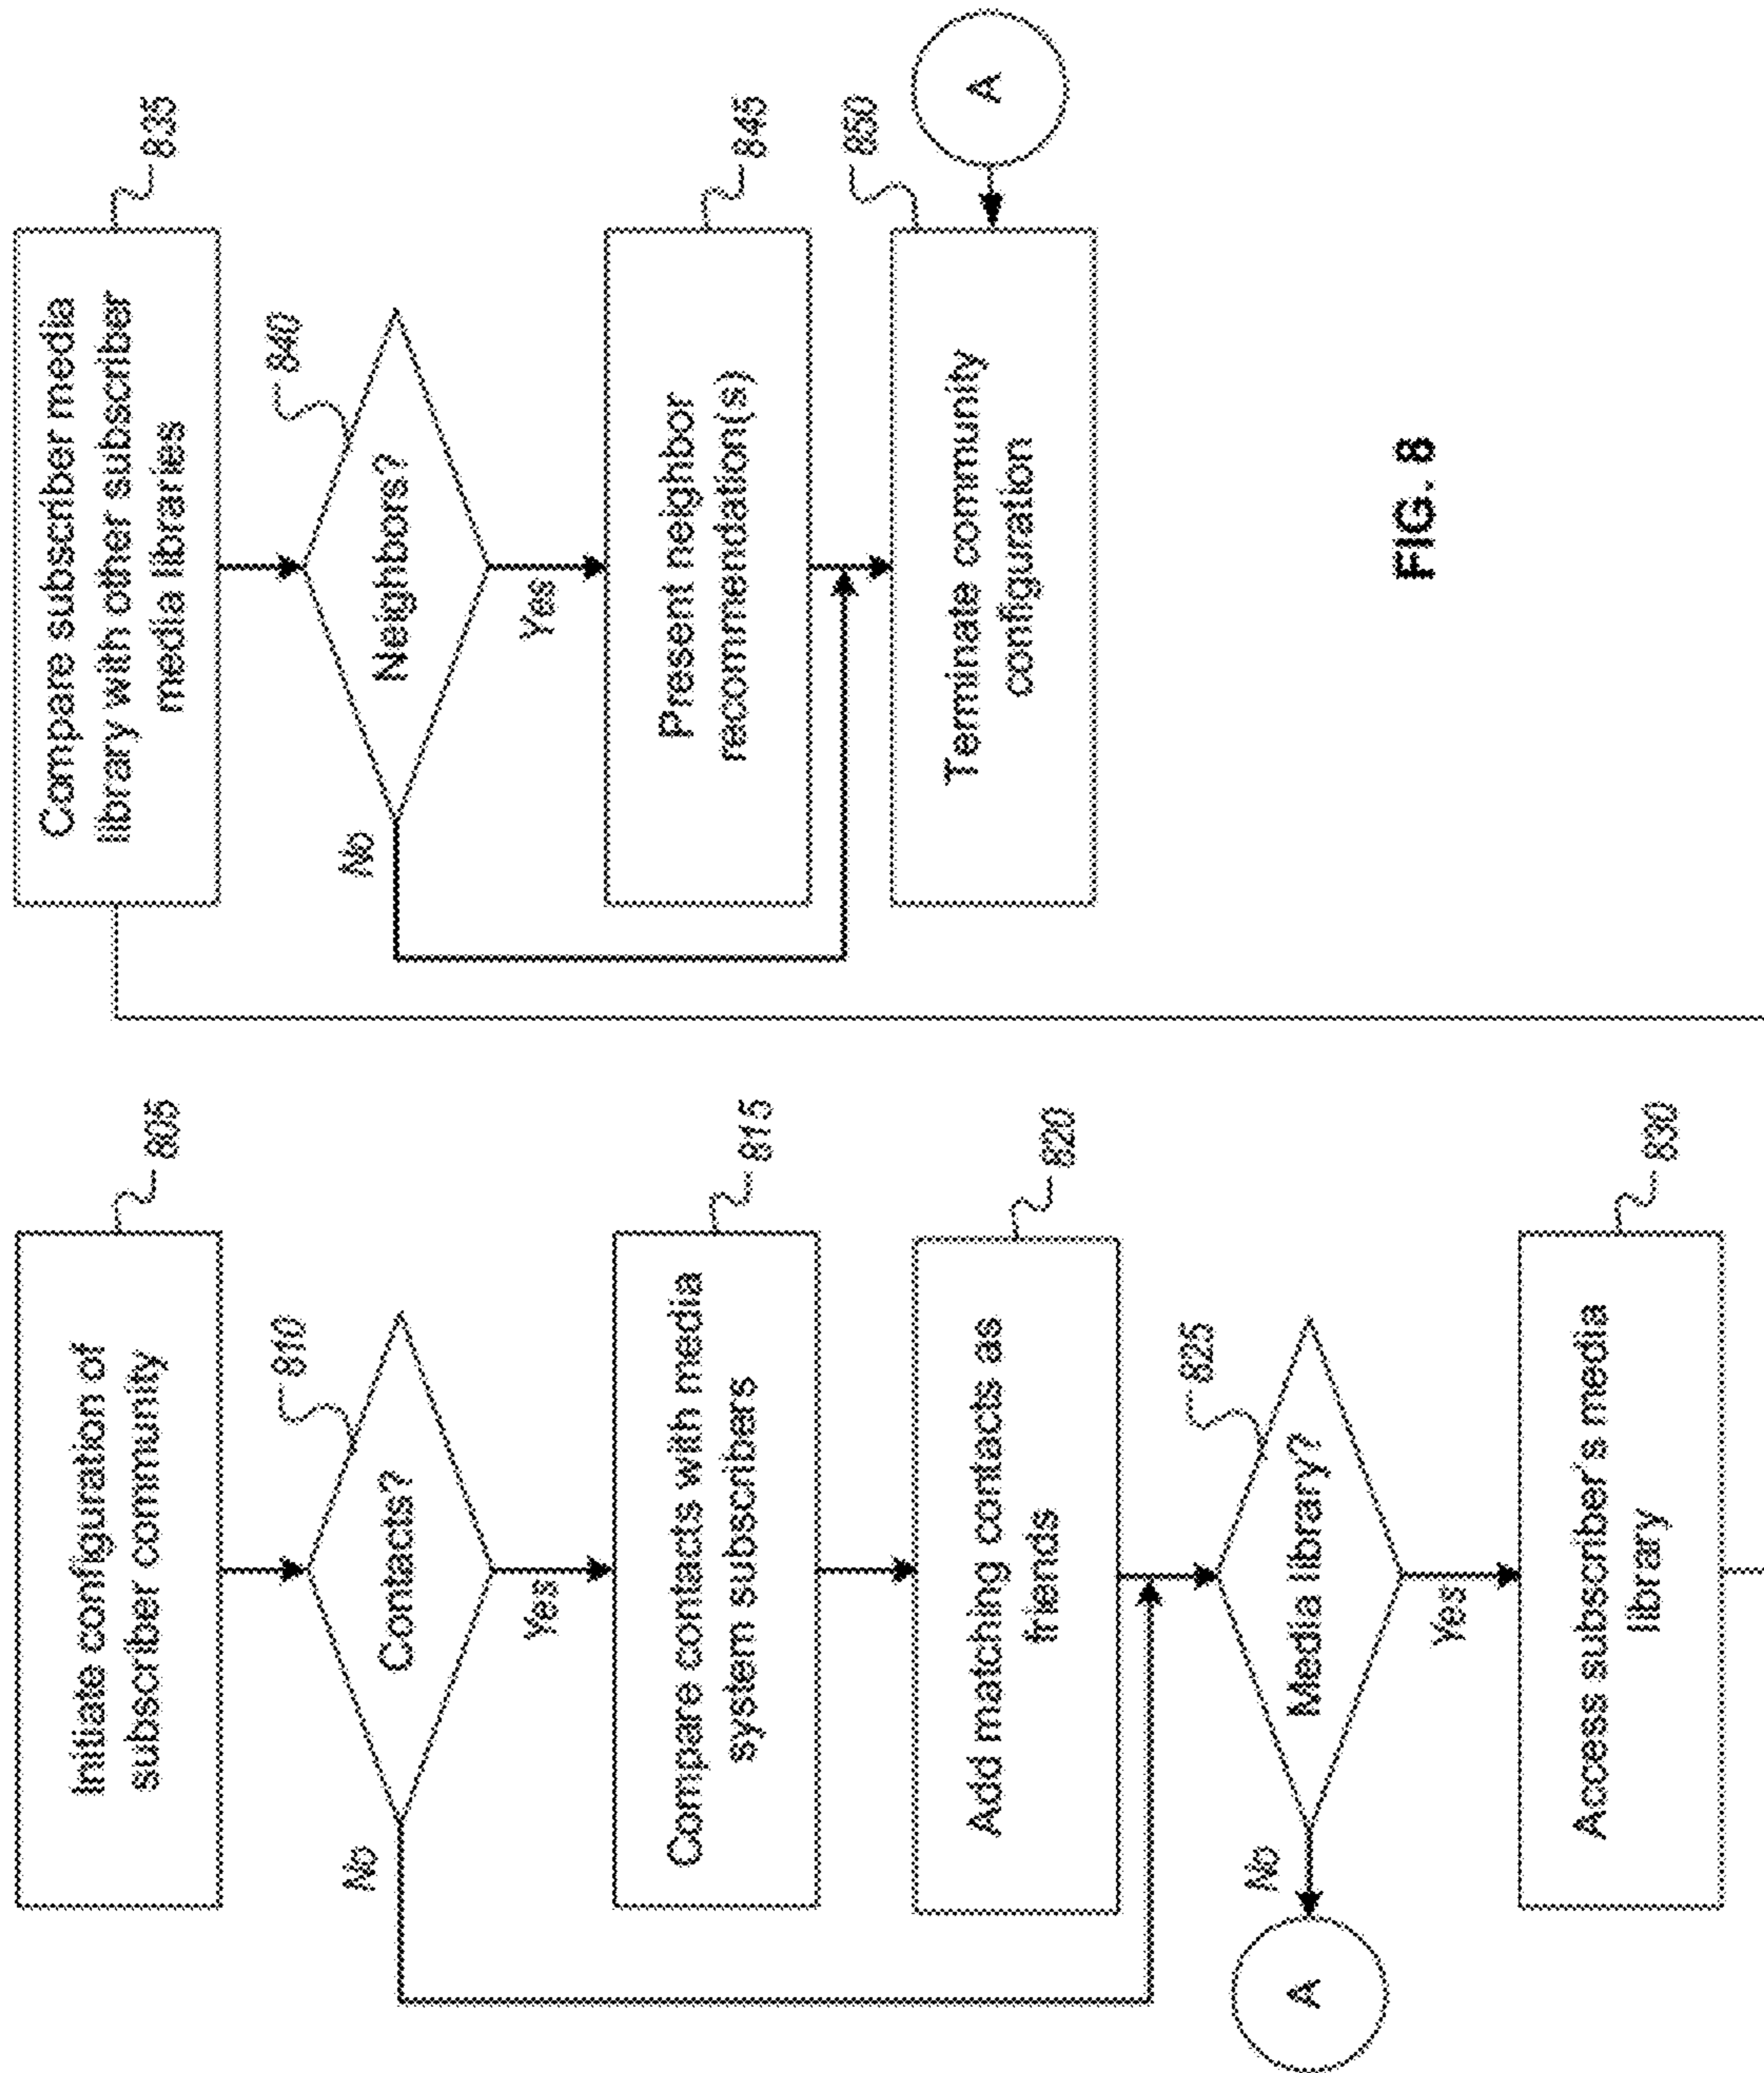 Initiate configuration of
subscriber community
805
Contacts?
810
No
Yes
Compare contacts with media
system subscribers
815
Add matching contacts as
friends
820
Media library?
825
No
A
Yes
Access subscriber's media
library
830
Compare subscriber media
library with other subscriber
media libraries
835
Neighbors?
840
No
Yes
Present neighbor
recommendation(s)
845
Terminate community
configuration
850
A
FIG. 8